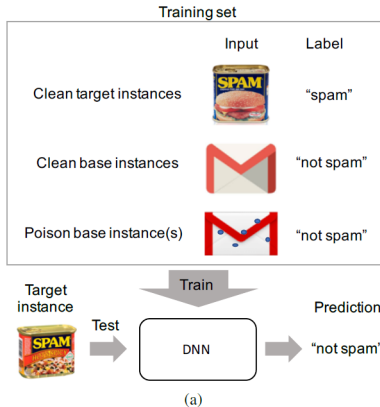 Training set
Input Label
Clean target instances
SPAM
“spam”
Clean base instances
“not spam”
Poison base instance(s)
“not spam”
Train
Target
instance
SPAM
Test
DNN
Prediction
“not spam”
(a)